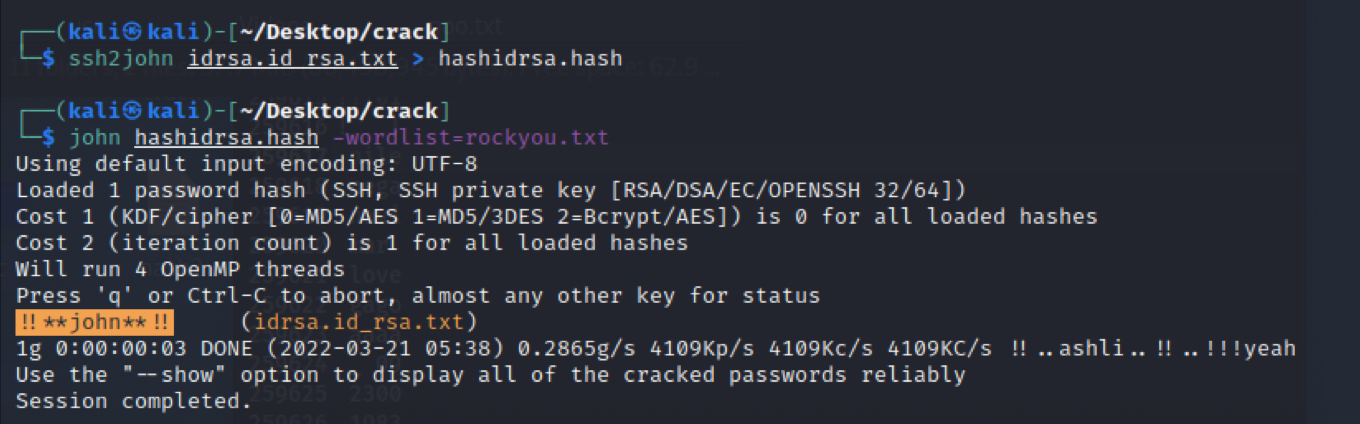 ┌──(kali㉿kali)-[~/Desktop/crack]
└─$ ssh2john idrsa.id_rsa.txt > hashidrsa.hash
┌──(kali㉿kali)-[~/Desktop/crack]
└─$ john hashidrsa.hash -wordlist=rockyou.txt
Using default input encoding: UTF-8
Loaded 1 password hash (SSH, SSH private key [RSA/DSA/EC/OPENSSH 32/64])
Cost 1 (KDF/cipher [0=MD5/AES 1=MD5/3DES 2=Bcrypt/AES]) is 0 for all loaded hashes
Cost 2 (iteration count) is 1 for all loaded hashes
Will run 4 OpenMP threads
Press 'q' or Ctrl-C to abort, almost any other key for status
!!**john**!! (idrsa.id_rsa.txt)
1g 0:00:00:03 DONE (2022-03-21 05:38) 0.2865g/s 4109Kp/s 4109Kc/s 4109KC/s !!..ashli..!!..!!!yeah
Use the "--show" option to display all of the cracked passwords reliably
Session completed.